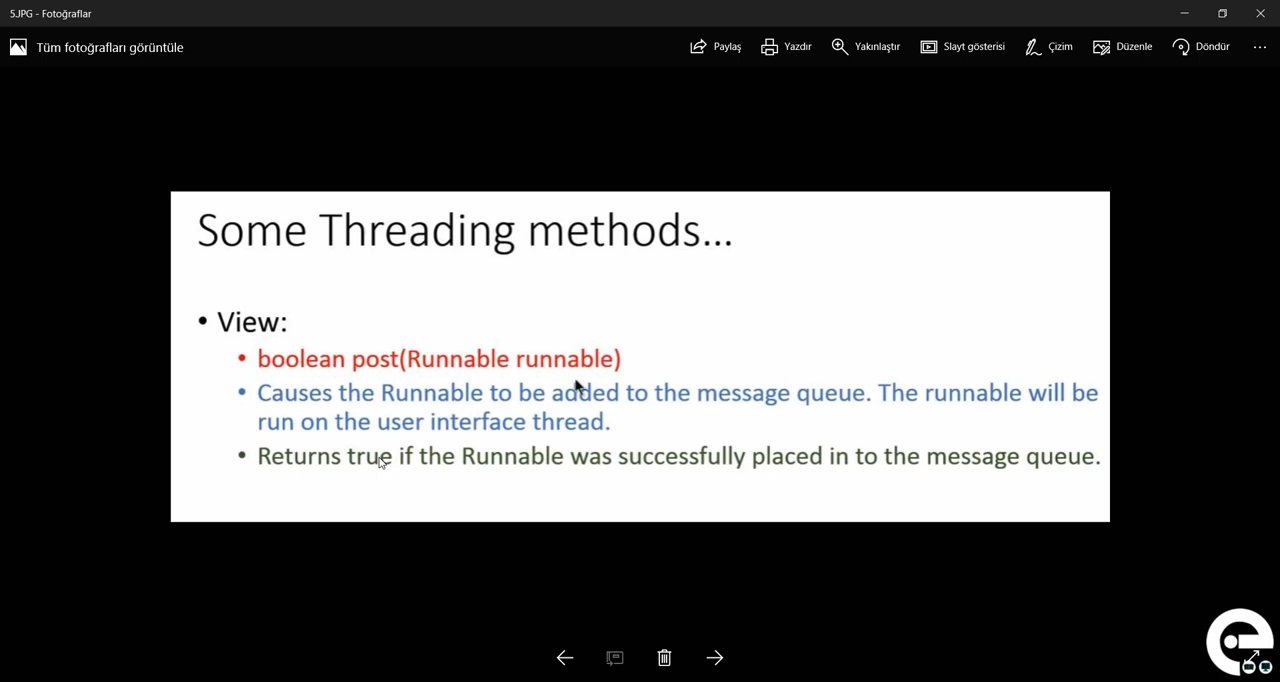 5.JPG - Fotoğraflar
Tüm fotoğrafları görüntüle
Paylaş
Yazdır
Yakınlaştır
Slayt gösterisi
Çizim
Düzenle
Döndür
Some Threading methods...
• View:
• boolean post(Runnable runnable)
• Causes the Runnable to be added to the message queue. The runnable will be
run on the user interface thread.
• Returns true if the Runnable was successfully placed in to the message queue.